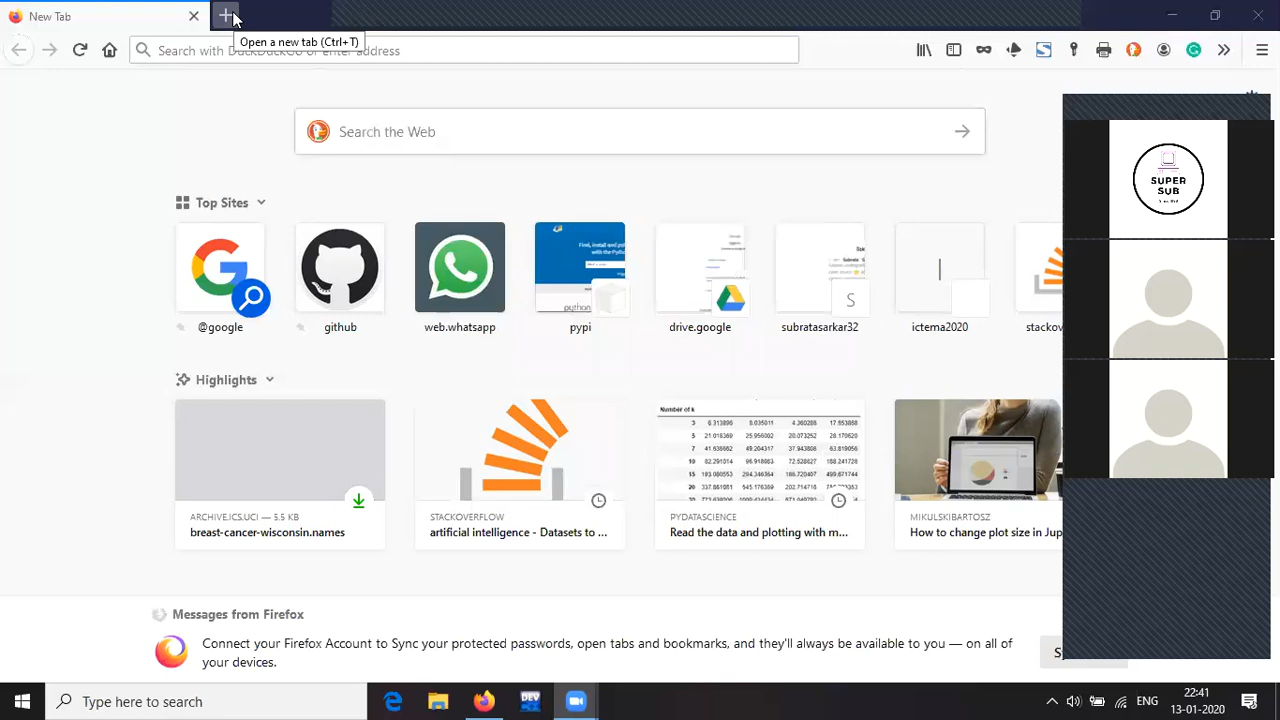 New Tab
Open a new tab (Ctrl+T)
Search with DuckDuckGo or enter address
Search the Web
SUPER
SUB
Top Sites
@google
github
web.whatsapp
pypi
drive.google
subratasarkar32
ictema2020
stackov
S
Highlights
Number of k
ARCHIVE.ICS.UCI — 5.5 KB
breast-cancer-wisconsin.names
STACKOVERFLOW
artificial intelligence - Datasets to ...
PYDATASCIENCE
Read the data and plotting with m...
MIKULSKIBARTOSZ
How to change plot size in Jup
Messages from Firefox
Connect your Firefox Account to Sync your protected passwords, open tabs and bookmarks, and they'll always be available to you — on all of
your devices.
Type here to search
DEV
ENG
22:41
13-01-2020